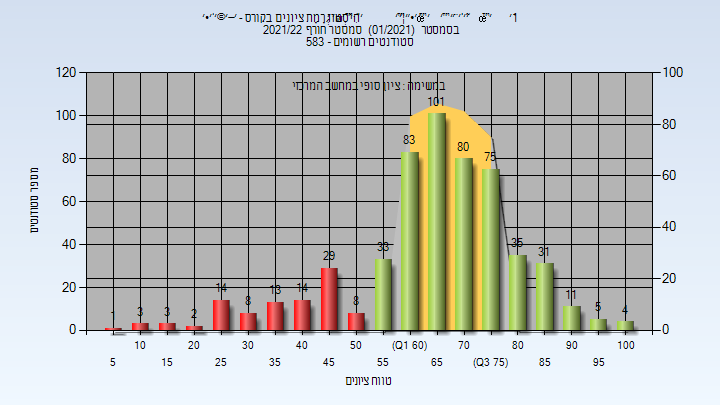 היסטוגרמת ציונים בקורס -
בסמסטר (01/2021) סמסטר חורף 2021/22
סטודנטים רשומים - 583
במשימה : ציון סופי במחשב המרכזי
מספר סטודנטים
120 100 80 60 40 20 0
100 80 60 40 20 0
1 3 3 2 14 8 13 14 29 8 33 83 101 80 75 35 31 11 5 4
10 20 30 40 50 (Q1 60) 70 80 90 100
5 15 25 35 45 55 65 (Q3 75) 85 95
טווח ציונים